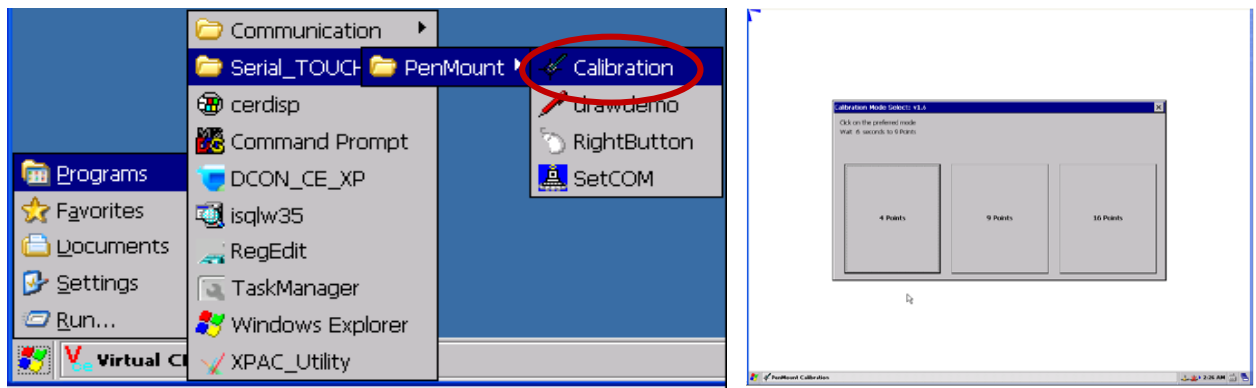 Communication
Serial_TOUCH
PenMount
Calibration
cerdisp
drawdemo
Command Prompt
RightButton
Programs
DCON_CE_XP
SetCOM
Favorites
isqlw35
Documents
RegEdit
Settings
TaskManager
Run...
Windows Explorer
Virtual CE
XPAC_Utility
Calibration Mode Select: v1.6
Click on the preferred mode
Wait 6 seconds to 9 Points
4 Points
9 Points
16 Points
PenMount Calibration
2:26 AM